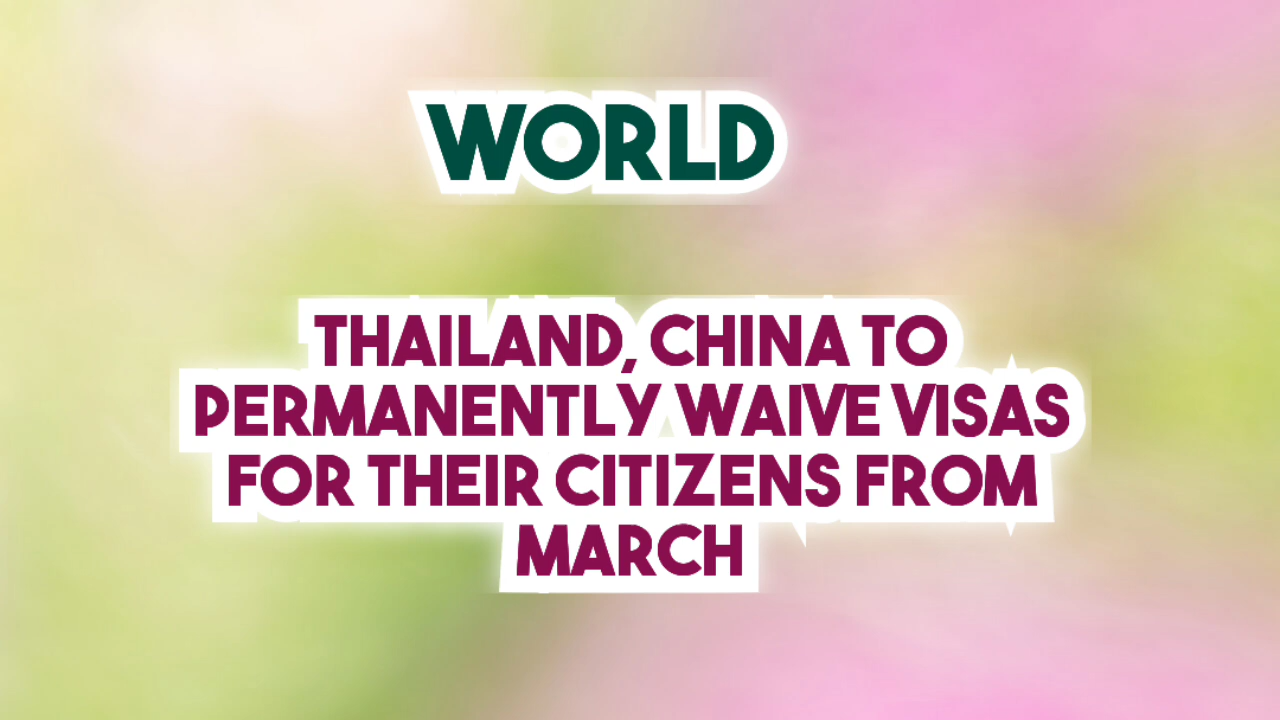 WORLD
THAILAND, CHINA TO
PERMANENTLY WAIVE VISAS
FOR THEIR CITIZENS FROM
MARCH